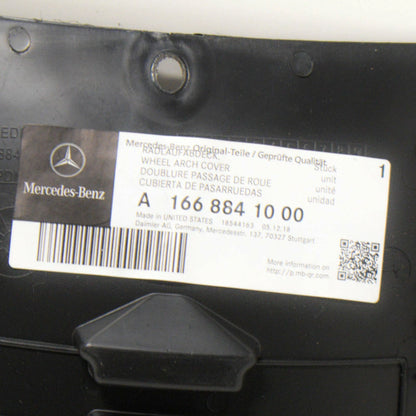 Mercedes-Benz Original-Teile / Geprüfte Qualität
RADLAUFABDECK. Stück
WHEEL ARCH COVER unit
DOUBLURE PASSAGE DE ROUE unité
CUBIERTA DE PASARRUEDAS unidad
1
Mercedes-Benz
A 166 884 10 00
Made in UNITED STATES 18544163 05.12.18
Daimler AG, Germany, Mercedesstr. 137, 70327 Stuttgart
More information on
http://p.mb-qr.com